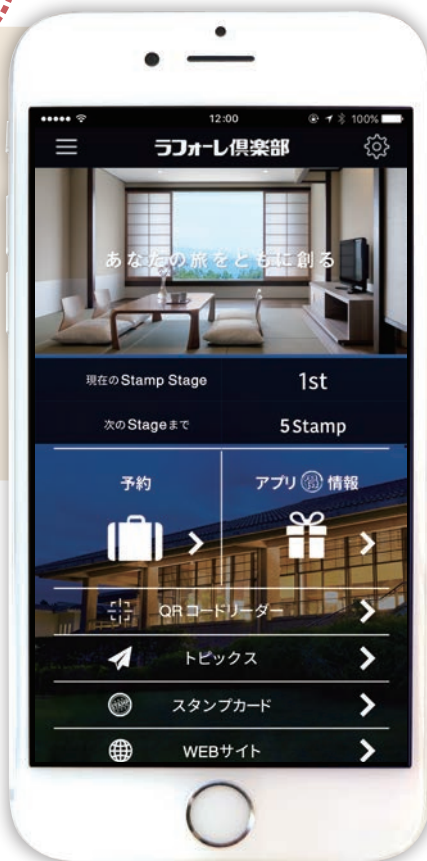 12:00 100%
ラフォーレ倶楽部
あなたの旅をともに創る
現在のStamp Stage 1st
次のStageまで 5Stamp
予約 アプリ 情報
QRコードリーダー
トピックス
スタンプカード
WEBサイト